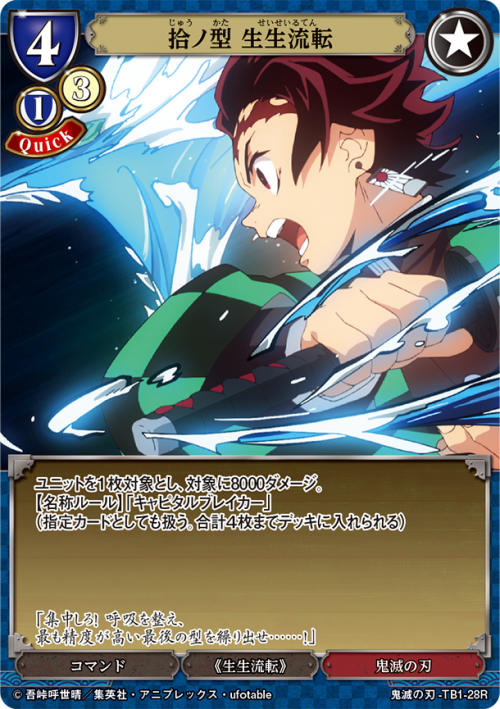 じゅう かた せいせいるてん
4 拾ノ型 生生流転
1 3
Quick
ユニットを1枚対象とし、対象に8000ダメージ。
【名称ルール】「キャピタルブレイカー」
(指定カードとしても扱う。合計4枚までデッキに入れられる)
「集中しろ! 呼吸を整え、
最も精度が高い最後の型を繰り出せ……!」
コマンド 《生生流転》 鬼滅の刃
© 吾峠呼世晴/集英社・アニプレックス・ufotable 鬼滅の刃 -TB1-28R